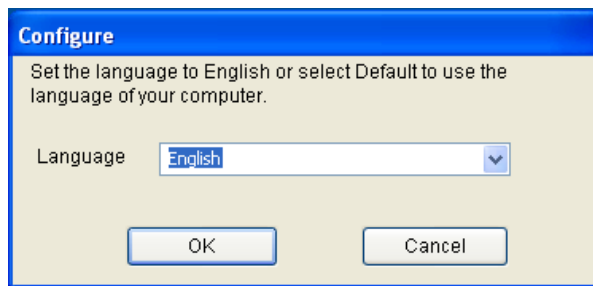 Configure
Set the language to English or select Default to use the
language of your computer.
Language English
OK Cancel